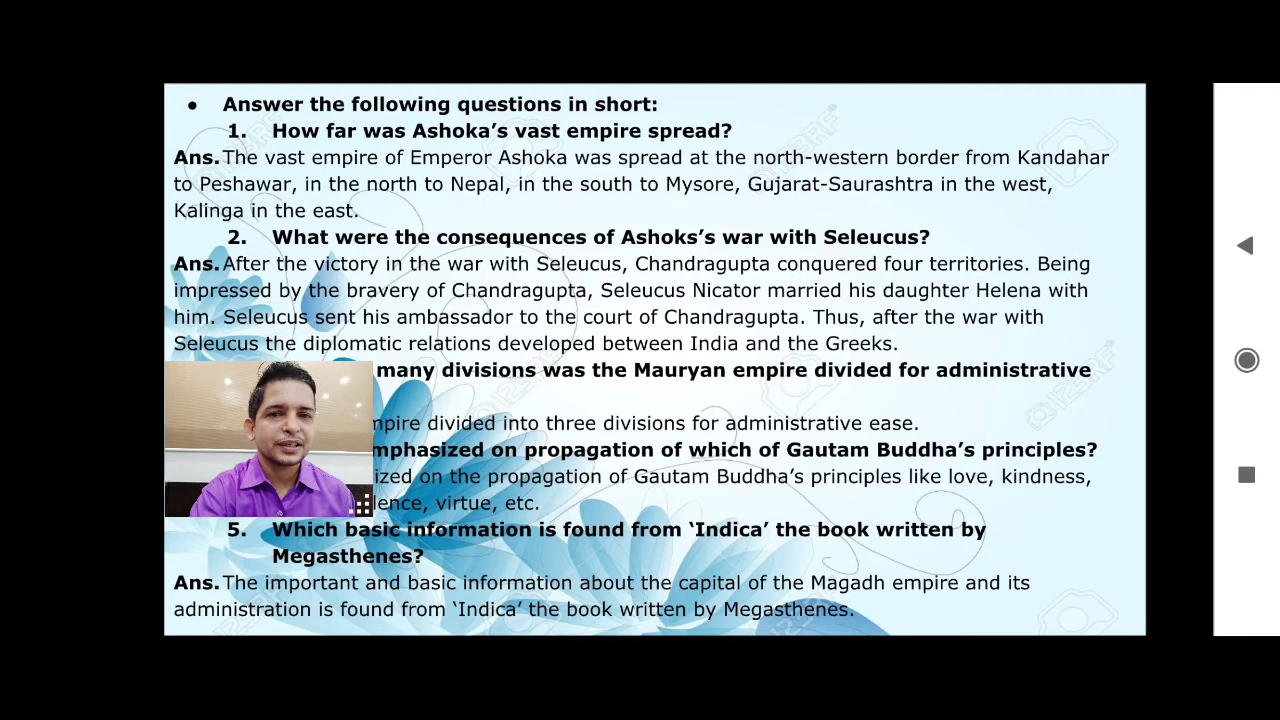 • Answer the following questions in short:
1. How far was Ashoka’s vast empire spread?
Ans. The vast empire of Emperor Ashoka was spread at the north-western border from Kandahar
to Peshawar, in the north to Nepal, in the south to Mysore, Gujarat-Saurashtra in the west,
Kalinga in the east.
2. What were the consequences of Ashoks’s war with Seleucus?
Ans. After the victory in the war with Seleucus, Chandragupta conquered four territories. Being
impressed by the bravery of Chandragupta, Seleucus Nicator married his daughter Helena with
him. Seleucus sent his ambassador to the court of Chandragupta. Thus, after the war with
Seleucus the diplomatic relations developed between India and the Greeks.
many divisions was the Mauryan empire divided for administrative
divided into three divisions for administrative ease.
on propagation of which of Gautam Buddha’s principles?
on the propagation of Gautam Buddha’s principles like love, kindness,
virtue, etc.
5. Which basic information is found from ‘Indica’ the book written by
Megasthenes?
Ans. The important and basic information about the capital of the Magadh empire and its
administration is found from ‘Indica’ the book written by Megasthenes.